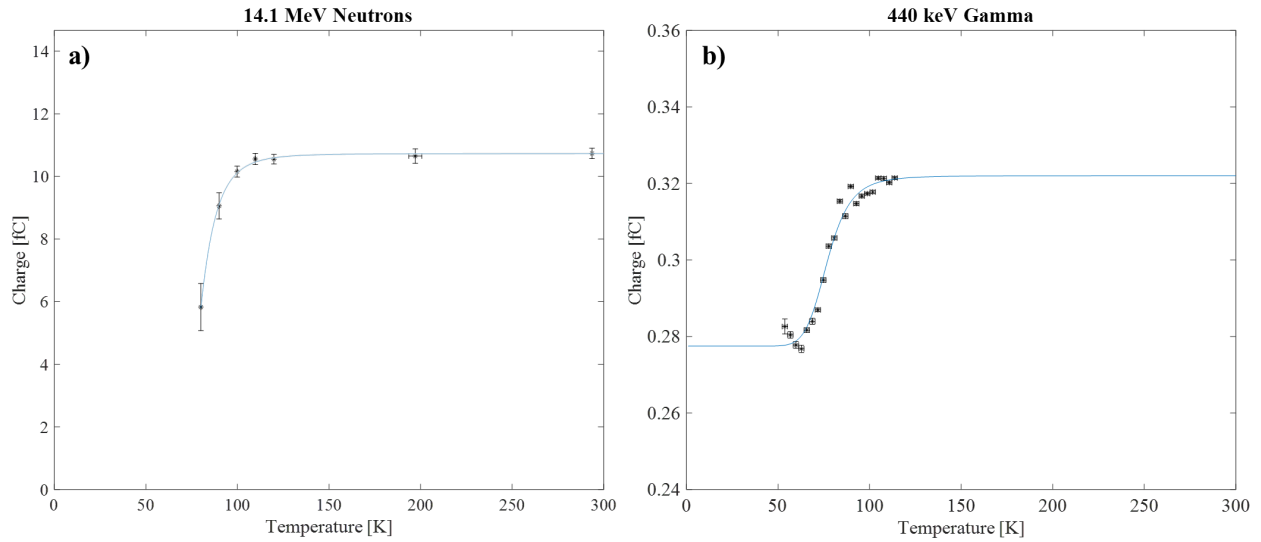 14.1 MeV Neutrons
a)
14
12
10
8
6
4
2
0
Charge [fC]
0 50 100 150 200 250 300
Temperature [K]
440 keV Gamma
b)
0.36
0.34
0.32
0.3
0.28
0.26
0.24
Charge [fC]
0 50 100 150 200 250 300
Temperature [K]